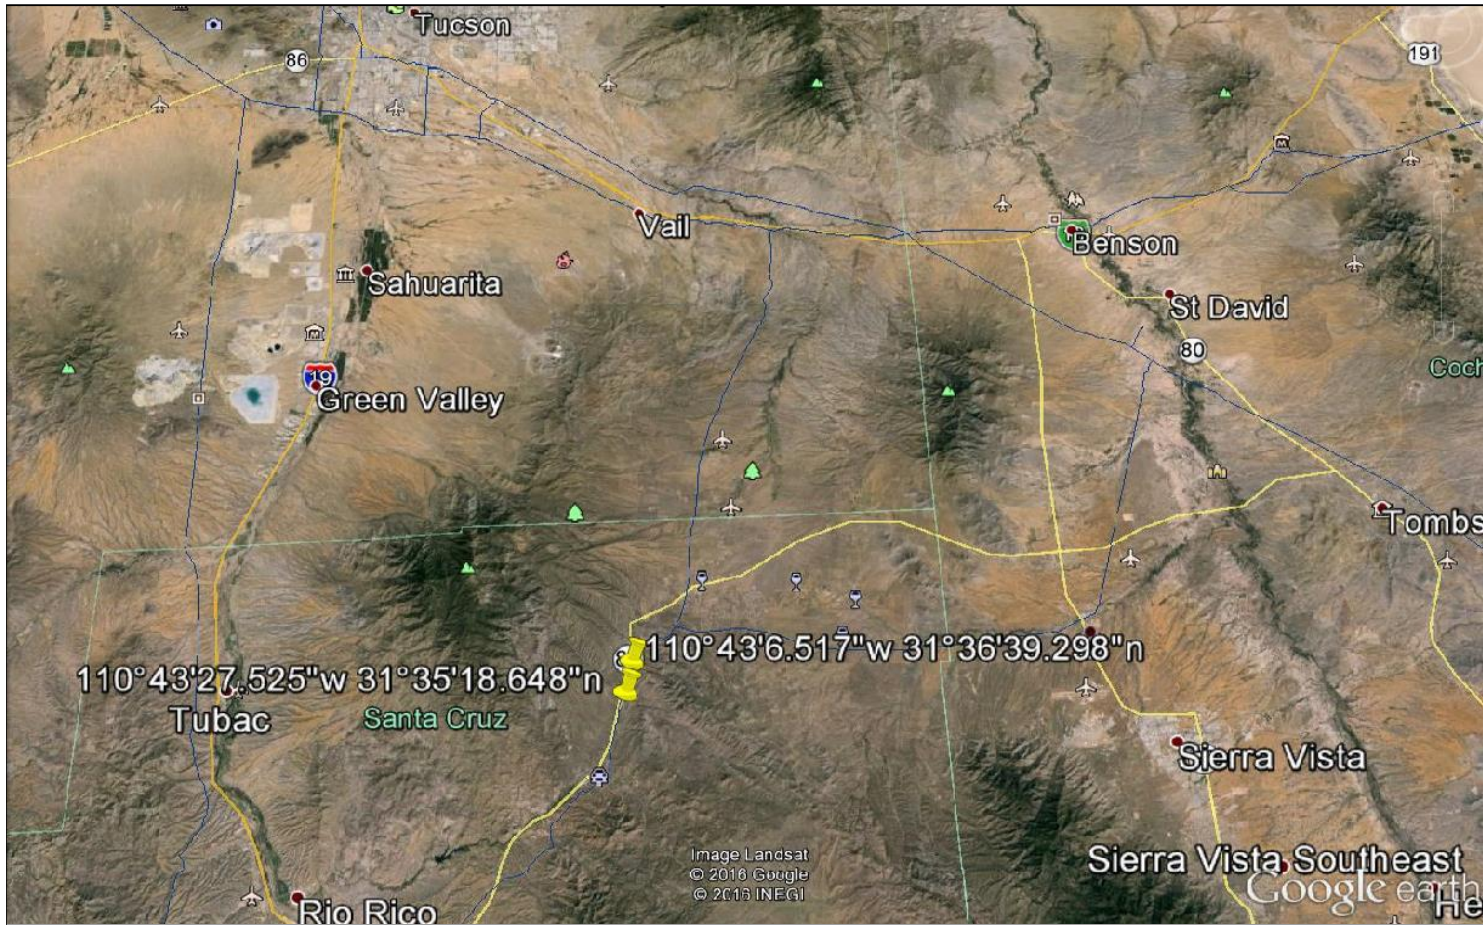 Tucson
86
191
Vail
Benson
Sahuarita
St David
80
19
Green Valley
Coch
Tombs
110°43'6.517"w 31°36'39.298"n
110°43'27.525"w 31°35'18.648"n
Tubac
Santa Cruz
Sierra Vista
Image Landsat
© 2016 Google
© 2016 INEGI
Sierra Vista Southeast
Google earth
Rio Rico
He